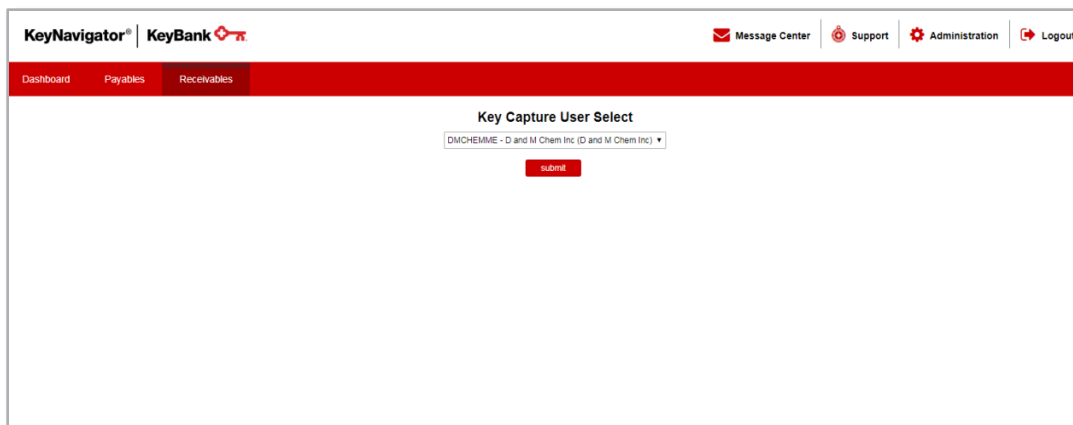 KeyNavigator® KeyBank Message Center Support Administration Logout
Dashboard Payables Receivables
Key Capture User Select
DMCHEMME - D and M Chem Inc (D and M Chem Inc)
submit